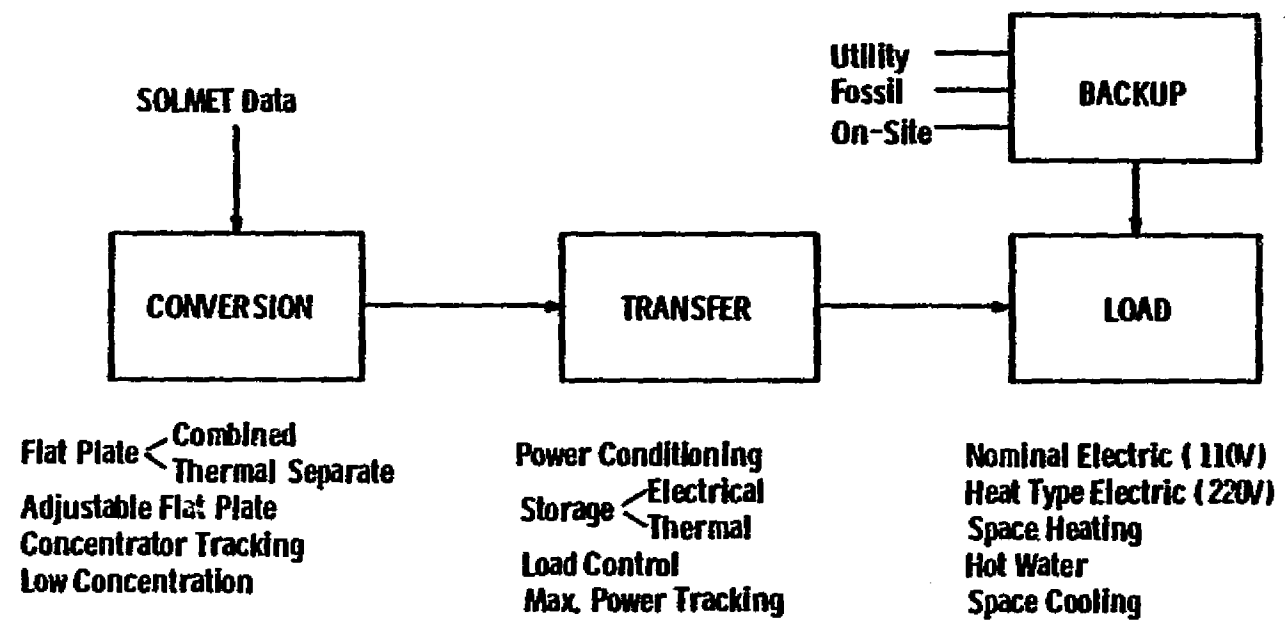 SOLMET Data
Utility
Fossil
On-Site
BACKUP
CONVERSION
TRANSFER
LOAD
Flat Plate
Combined
Thermal Separate
Adjustable Flat Plate
Concentrator Tracking
Low Concentration
Power Conditioning
Storage
Electrical
Thermal
Load Control
Max. Power Tracking
Nominal Electric (110V)
Heat Type Electric (220V)
Space Heating
Hot Water
Space Cooling